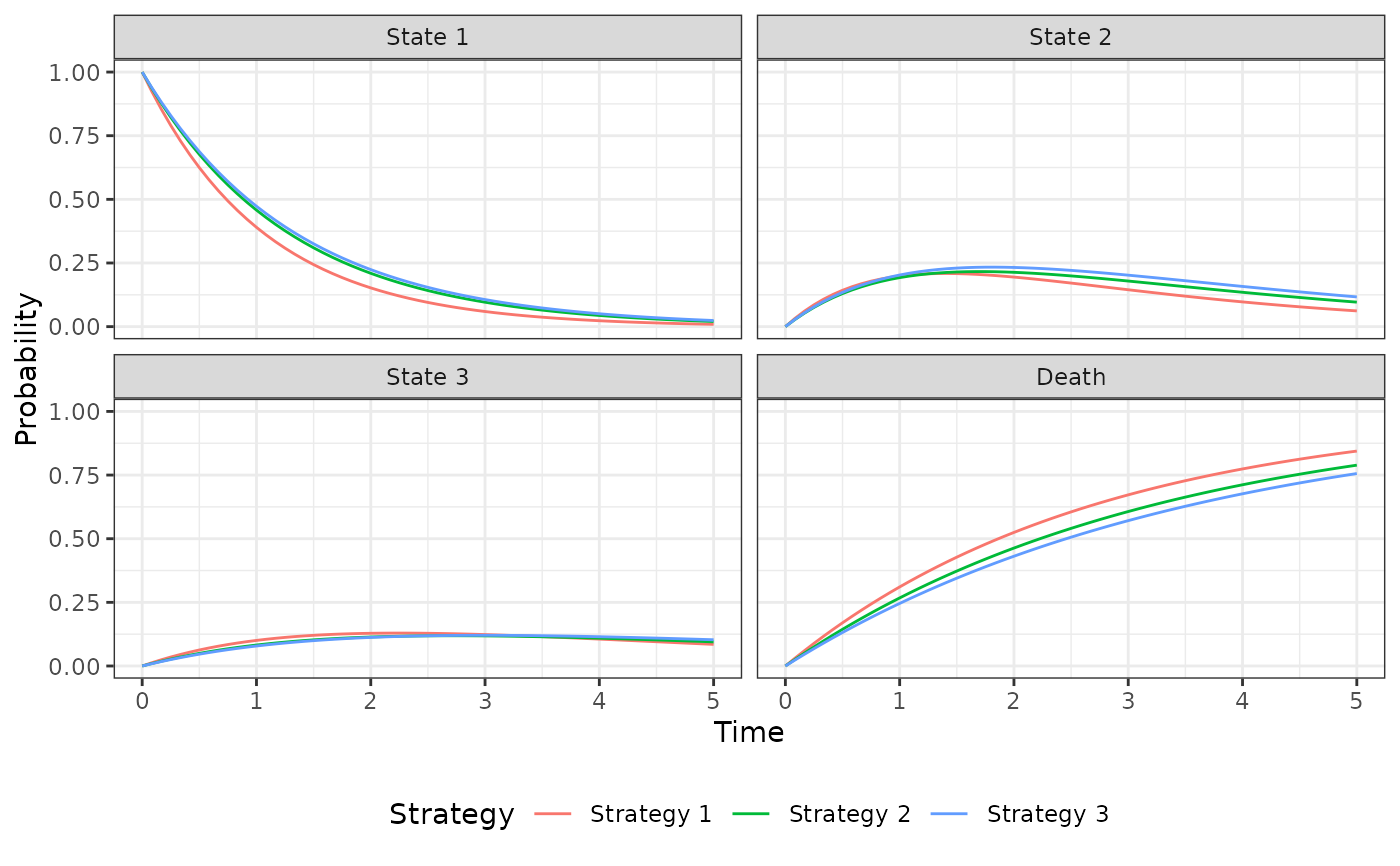 State 1
State 2
1.00
0.75
0.50
0.25
0.00
State 3
Death
1.00
0.75
0.50
0.25
0.00
Probability
0 1 2 3 4 5
0 1 2 3 4 5
Time
Strategy Strategy 1 Strategy 2 Strategy 3